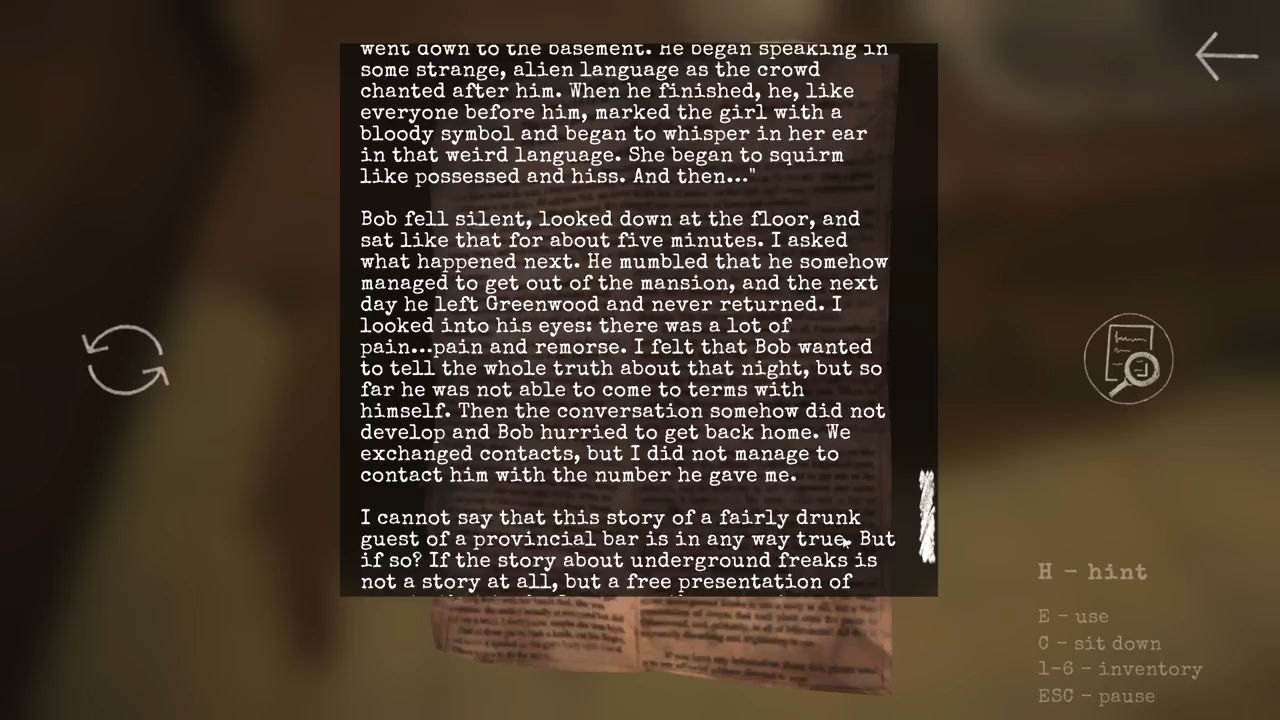 went down to the basement. He began speaking in
some strange, alien language as the crowd
chanted after him. When he finished, he, like
everyone before him, marked the girl with a
bloody symbol and began to whisper in her ear
in that weird language. She began to squirm
like possessed and hiss. And then..."
Bob fell silent, looked down at the floor, and
sat like that for about five minutes. I asked
what happened next. He mumbled that he somehow
managed to get out of the mansion, and the next
day he left Greenwood and never returned. I
looked into his eyes: there was a lot of
pain...pain and remorse. I felt that Bob wanted
to tell the whole truth about that night, but so
far he was not able to come to terms with
himself. Then the conversation somehow did not
develop and Bob hurried to get back home. We
exchanged contacts, but I did not manage to
contact him with the number he gave me.
I cannot say that this story of a fairly drunk
guest of a provincial bar is in any way true. But
if so? If the story about underground freaks is
not a story at all, but a free presentation of
H - hint
E - use
C - sit down
1-6 - inventory
ESC - pause